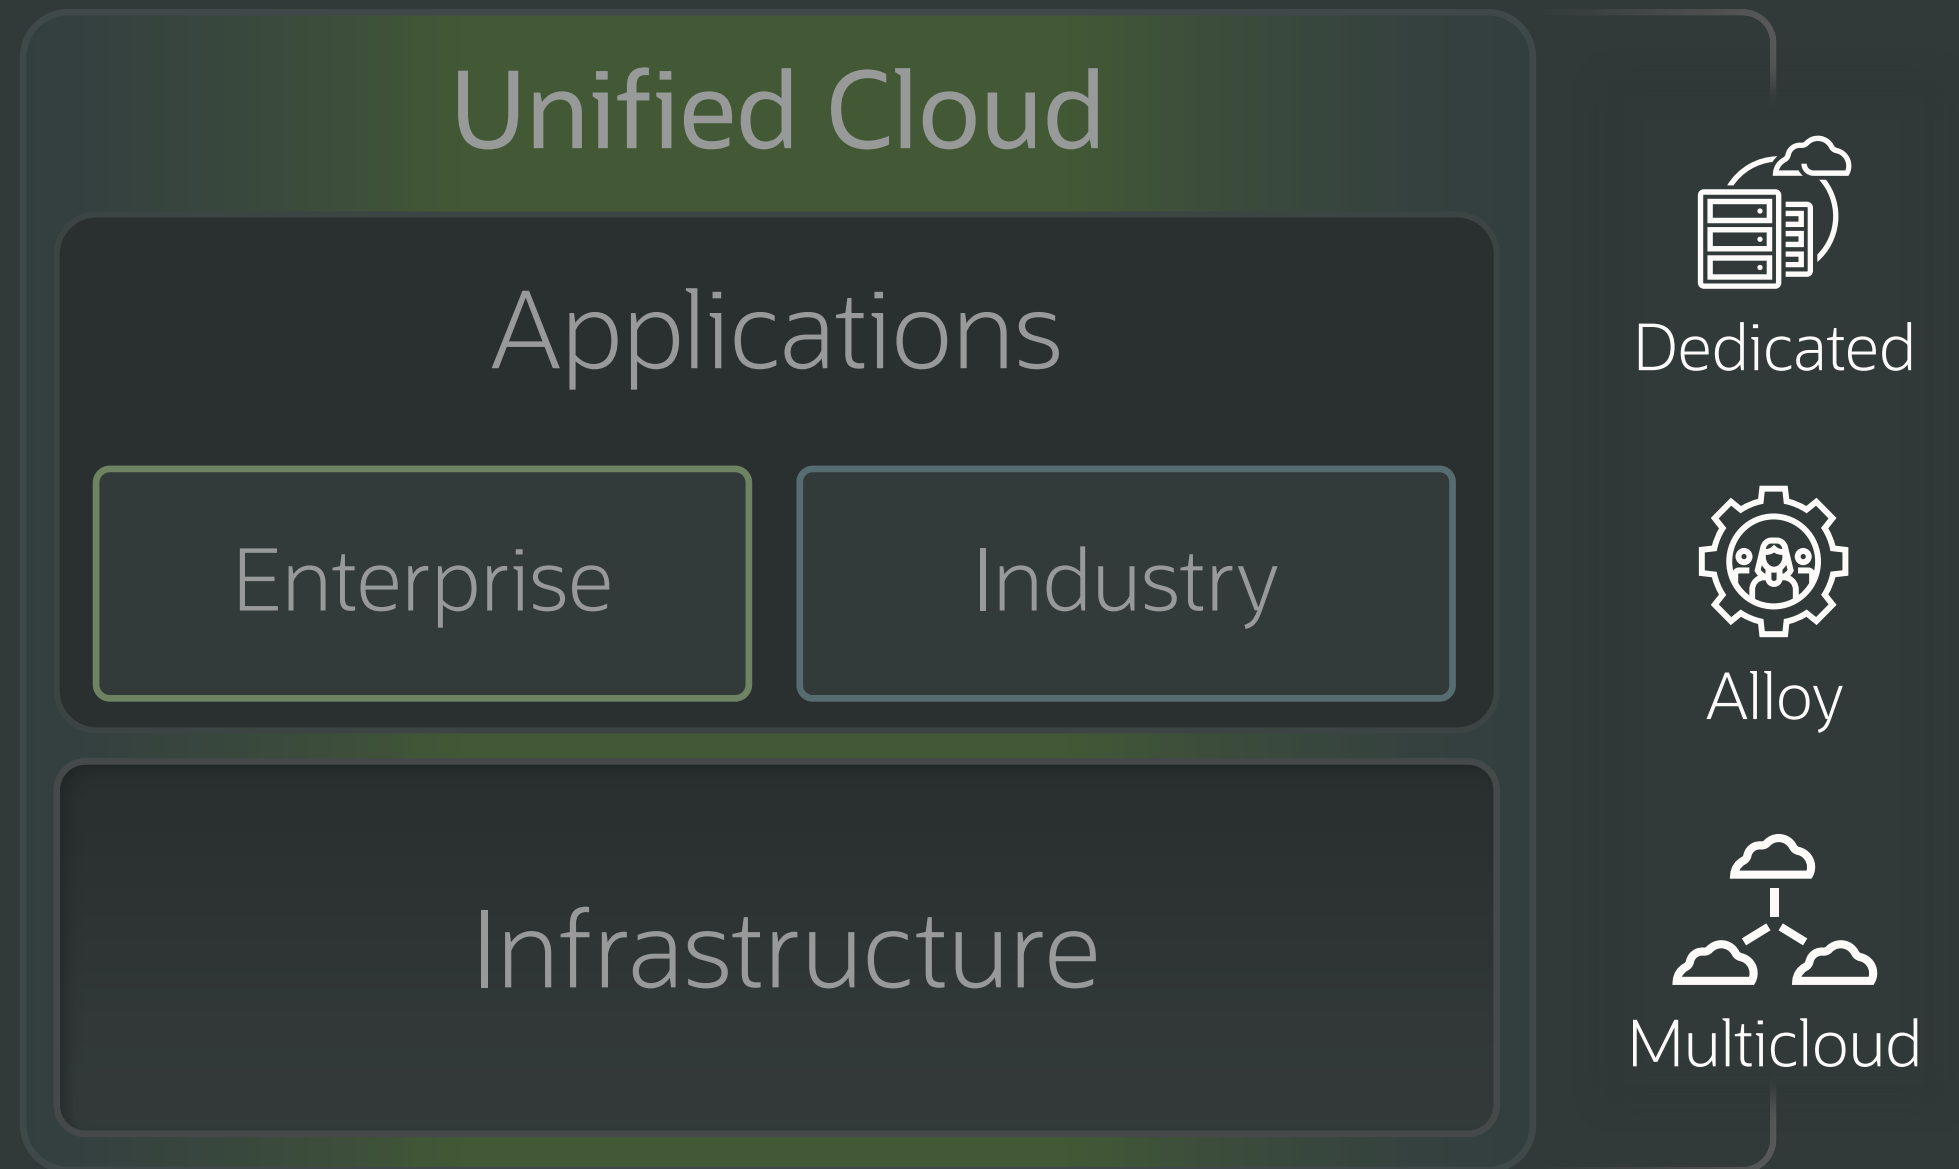 Unified Cloud
Applications
Enterprise
Industry
Infrastructure
Dedicated
Alloy
Multicloud